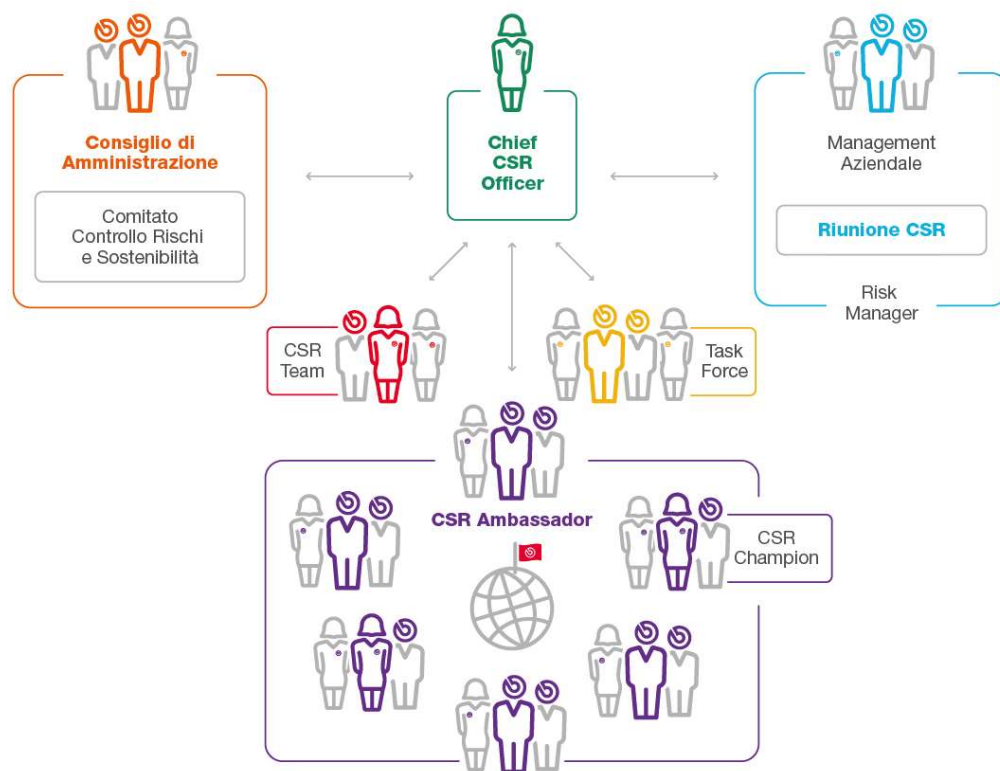 Consiglio di
Amministrazione
Comitato
Controllo Rischi
e Sostenibilità
Chief
CSR
Officer
Management
Aziendale
Riunione CSR
Risk
Manager
CSR
Team
Task
Force
CSR Ambassador
CSR
Champion